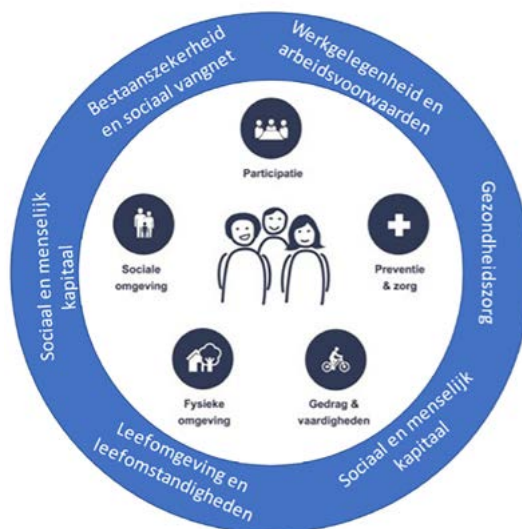 Bestaanszekerheid
en sociaal vangnet
Werkgelegenheid en
arbeidsvoorwaarden
Participatie
Sociaal en menselijk
kapitaal
Sociale
omgeving
Preventie
& zorg
Gezondheidszorg
Fysieke
omgeving
Gedrag &
vaardigheden
Leefomgeving en
leefomstandigheden
Sociaal en menselijk
kapitaal